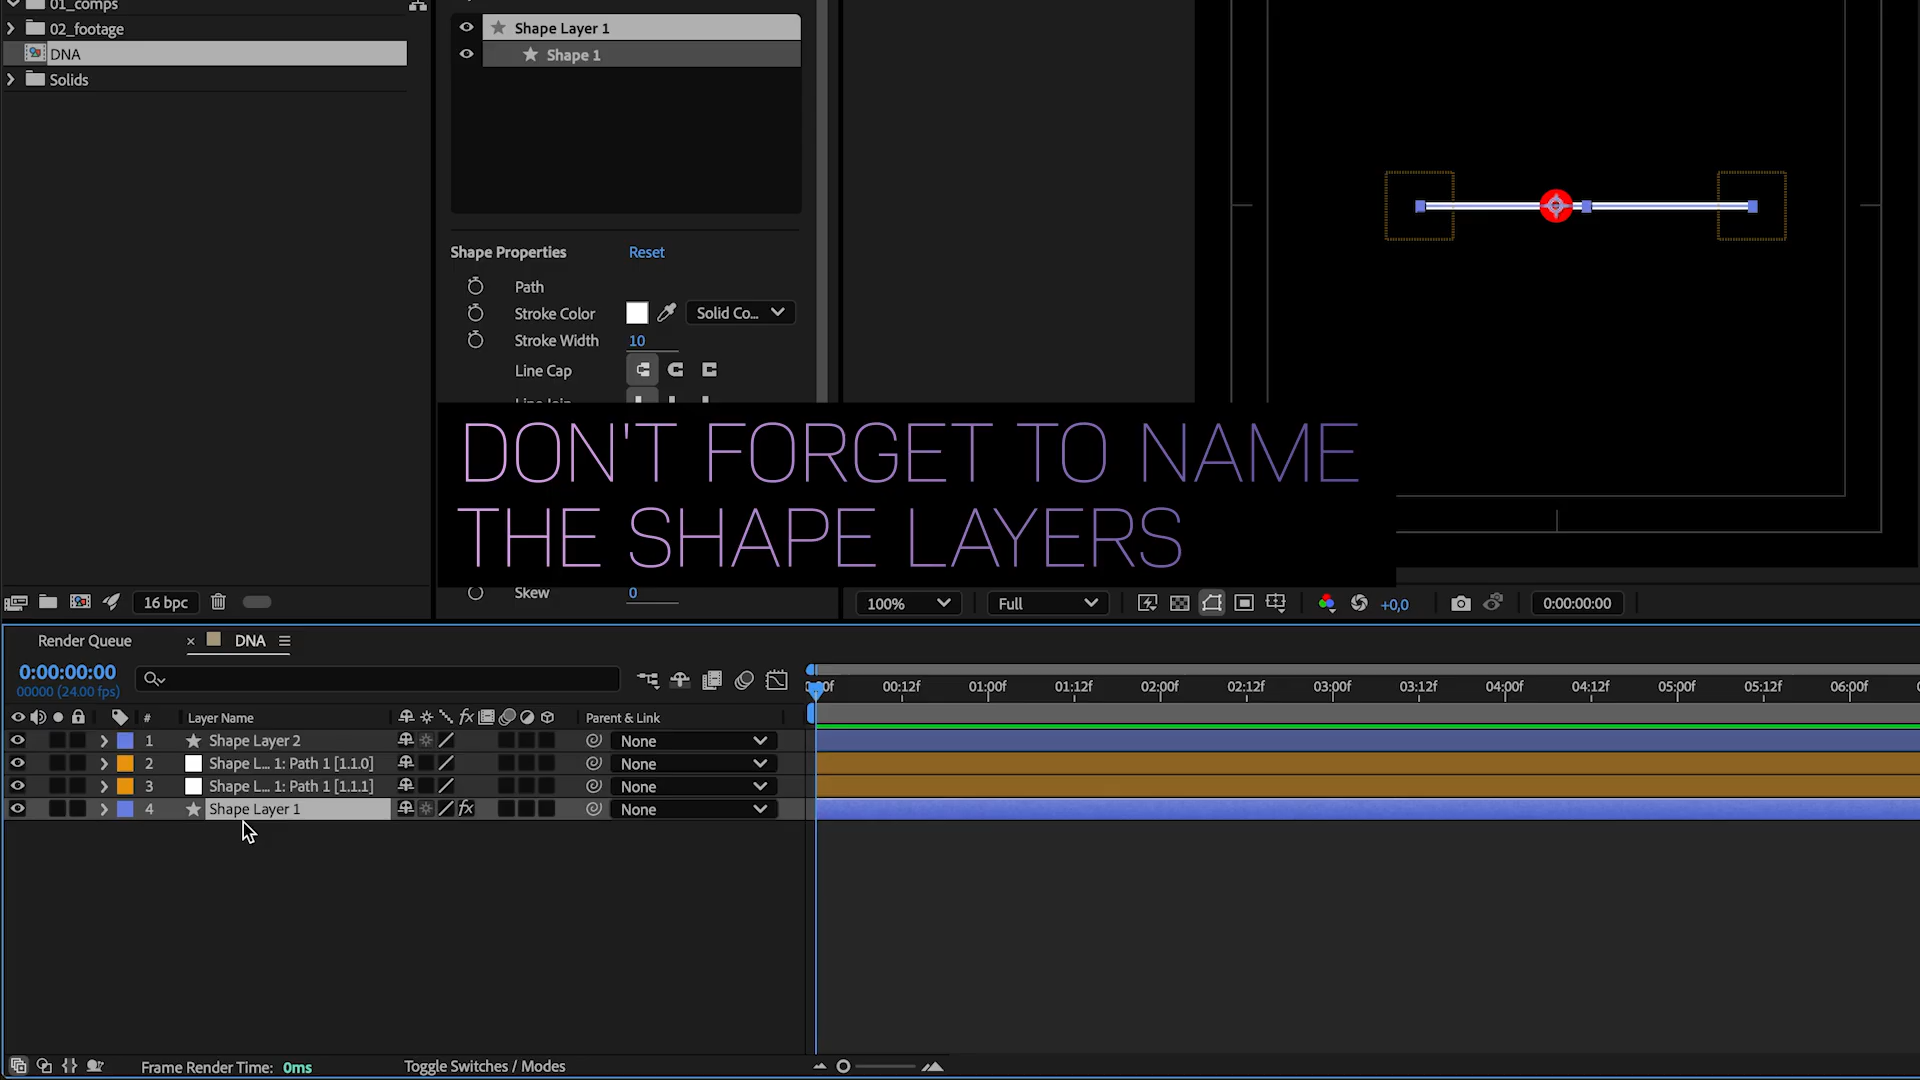 01_comps
02_footage
DNA
Solids
Shape Layer 1
Shape 1
Shape Properties Reset
Path
Stroke Color Solid Co...
Stroke Width 10
Line Cap
DON'T FORGET TO NAME
THE SHAPE LAYERS
Skew 0
16 bpc
100% Full +0,0 0:00:00:00
Render Queue × DNA
0:00:00:00
00000 (24.00 fps)
00:12f 01:00f 01:12f 02:00f 02:12f 03:00f 03:12f 04:00f 04:12f 05:00f 05:12f 06:00f
# Layer Name fx Parent & Link
1 Shape Layer 2 None
2 Shape L... 1: Path 1 [1.1.0] None
3 Shape L... 1: Path 1 [1.1.1] None
4 Shape Layer 1 fx None
Frame Render Time: 0ms Toggle Switches / Modes